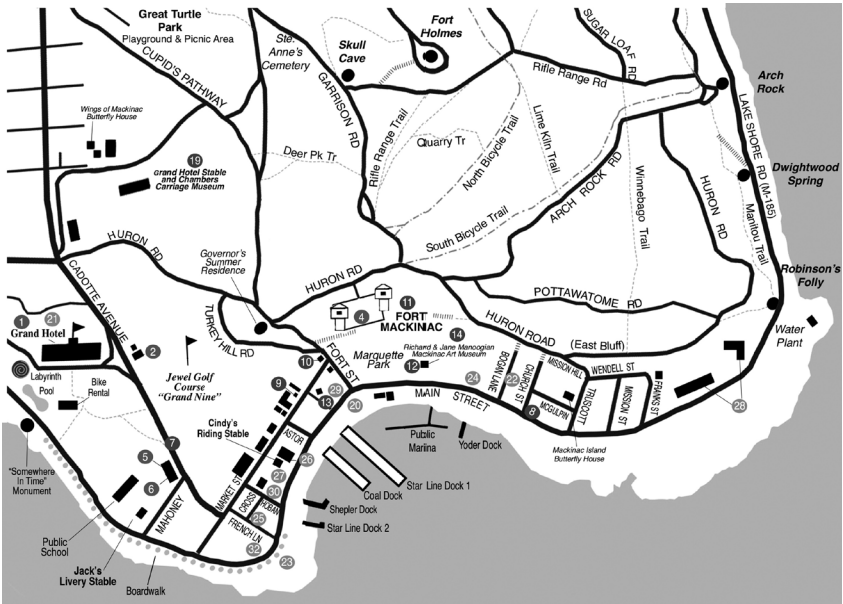 Great Turtle
Park
Playground & Picnic Area
CUPID'S PATHWAY
Ste.
Anne's
Cemetery
Skull
Cave
Fort
Holmes
SUGAR LOAF RD
Rifle Range Rd
Arch
Rock
GARRISON RD
LAKE SHORE RD (M-185)
Wings of Mackinac
Butterfly House
19
Grand Hotel Stable
and Chambers
Carriage Museum
Deer Pk Tr
Rifle Range Trail
Quarry Tr
North Bicycle Trail
Lime Kiln Trail
ARCH ROCK RD
Winnebago Trail
HURON RD
Manitou Trail
Dwightwood
Spring
South Bicycle Trail
HURON RD
CADOTTE AVENUE
Governor's
Summer
Residence
HURON RD
POTTAWATOME RD
Robinson's
Folly
Water
Plant
1
21
Grand Hotel
2
TURKEY HILL RD
4
11
FORT
MACKINAC
14
HURON ROAD
(East Bluff)
Richard & Jane Manoogian
Mackinac Art Museum
12
Marquette
Park
10
FORT ST
Labyrinth
Pool
Bike
Rental
Jewel Golf
Course
"Grand Nine"
9
29
13
20
MAIN
STREET
24
BOGAN LANE
22
CHURCH ST
MISSION HILL
WENDELL ST
8
MCGULPIN
TRUSCOTT
MISSION ST
FRANKS ST
28
Mackinac Island
Butterfly House
"Somewhere
In Time"
Monument
Cindy's
Riding Stable
ASTOR
26
Public
Marina
Yoder Dock
7
5
6
MARKET ST
27
30
CROSS
HOBAN
25
FRENCH LN
32
23
Coal Dock
Star Line Dock 1
Shepler Dock
Star Line Dock 2
MAHONEY
Public
School
Jack's
Livery Stable
Boardwalk